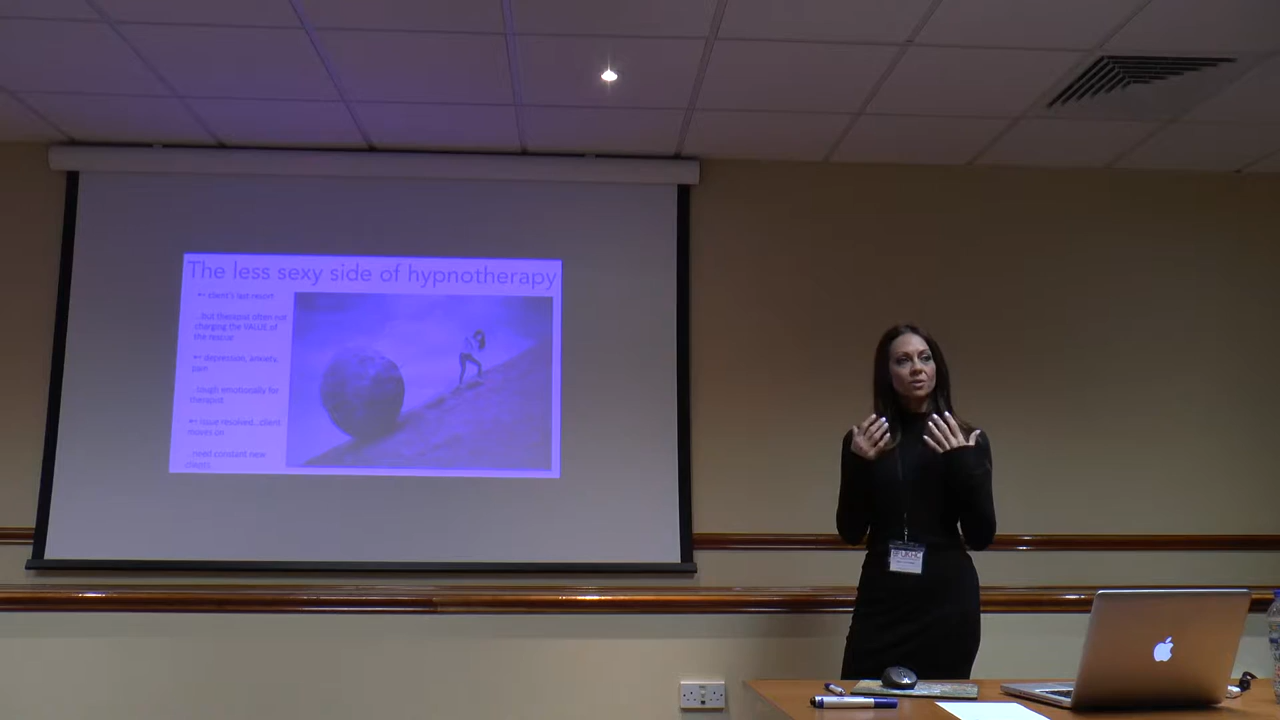 The less sexy side of hypnotherapy
client's last resort
...but therapist often not
charging the VALUE of
the rescue
depression, anxiety,
pain
...tough emotionally for
therapist
issue resolved...client
moves on
...need constant new
clients
UKHC